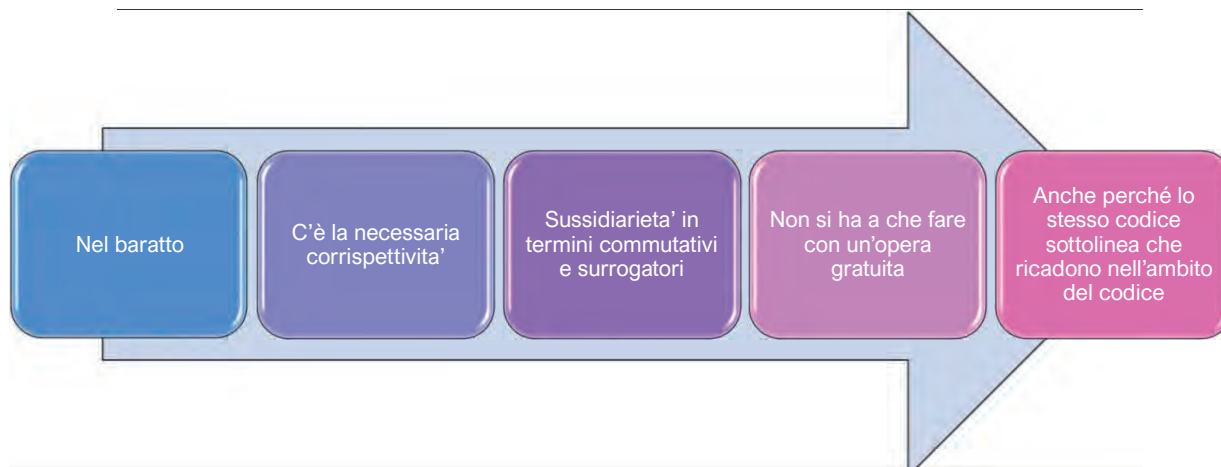 Nel baratto
C'è la necessaria
corrispettivita'
Sussidiarieta' in
termini commutativi
e surrogatori
Non si ha a che fare
con un'opera
gratuita
Anche perché lo
stesso codice
sottolinea che
ricadono nell'ambito
del codice